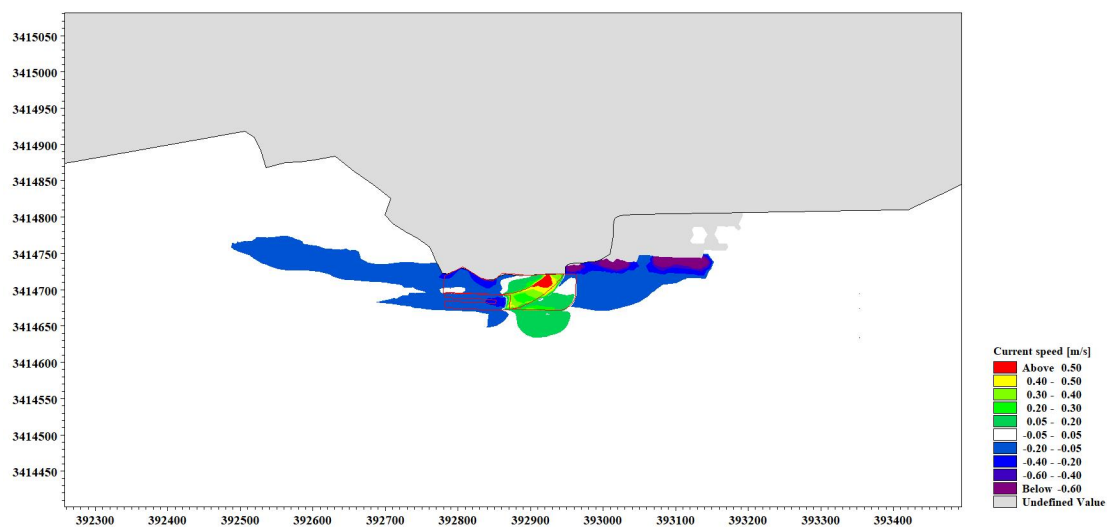 3415050
3415000
3414950
3414900
3414850
3414800
3414750
3414700
3414650
3414600
3414550
3414500
3414450
392300 392400 392500 392600 392700 392800 392900 393000 393100 393200 393300 393400
Current speed [m/s]
Above 0.50
0.40 - 0.50
0.30 - 0.40
0.20 - 0.30
0.05 - 0.20
-0.05 - 0.05
-0.20 - -0.05
-0.40 - -0.20
-0.60 - -0.40
Below -0.60
Undefined Value